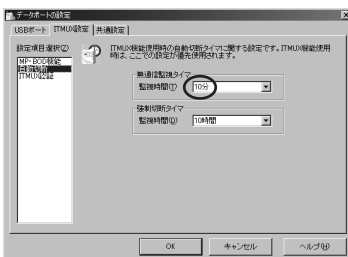 データポートの設定
USBポート ITMUX設定 共通設定
設定項目選択(Z)
MP・BOD機能
自動切断
ITMUX認証
ITMUX機能使用時の自動切断タイマに関する設定です。ITMUX機能使用
時は、ここでの設定が優先使用されます。
無通信監視タイマ
監視時間(T) 10分
強制切断タイマ
監視時間(O) 10時間
OK キャンセル ヘルプ(H)